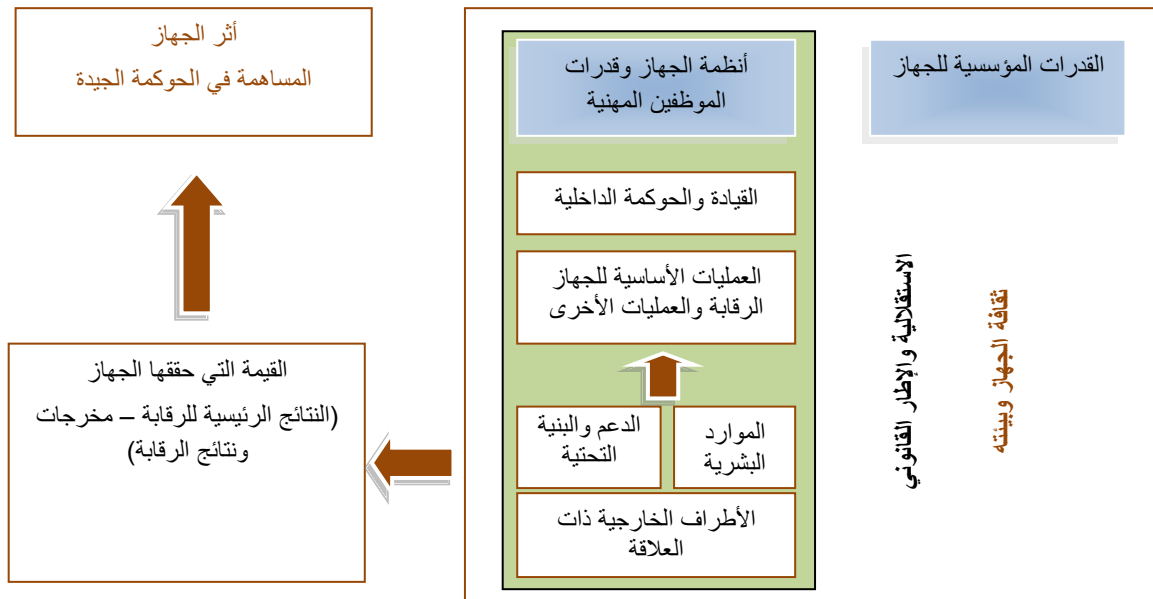 القدرات المؤسسية للجهاز
ثقافة الجهاز وبيئته
الاستقلالية والإطار القانوني
أنظمة الجهاز وقدرات
الموظفين المهنية
القيادة والحوكمة الداخلية
العمليات الأساسية للجهاز
الرقابة والعمليات الأخرى
الموارد
البشرية
الدعم والبنية
التحتية
الأطراف الخارجية ذات
العلاقة
أثر الجهاز
المساهمة في الحوكمة الجيدة
القيمة التي حققها الجهاز
(النتائج الرئيسية للرقابة – مخرجات
ونتائج الرقابة)